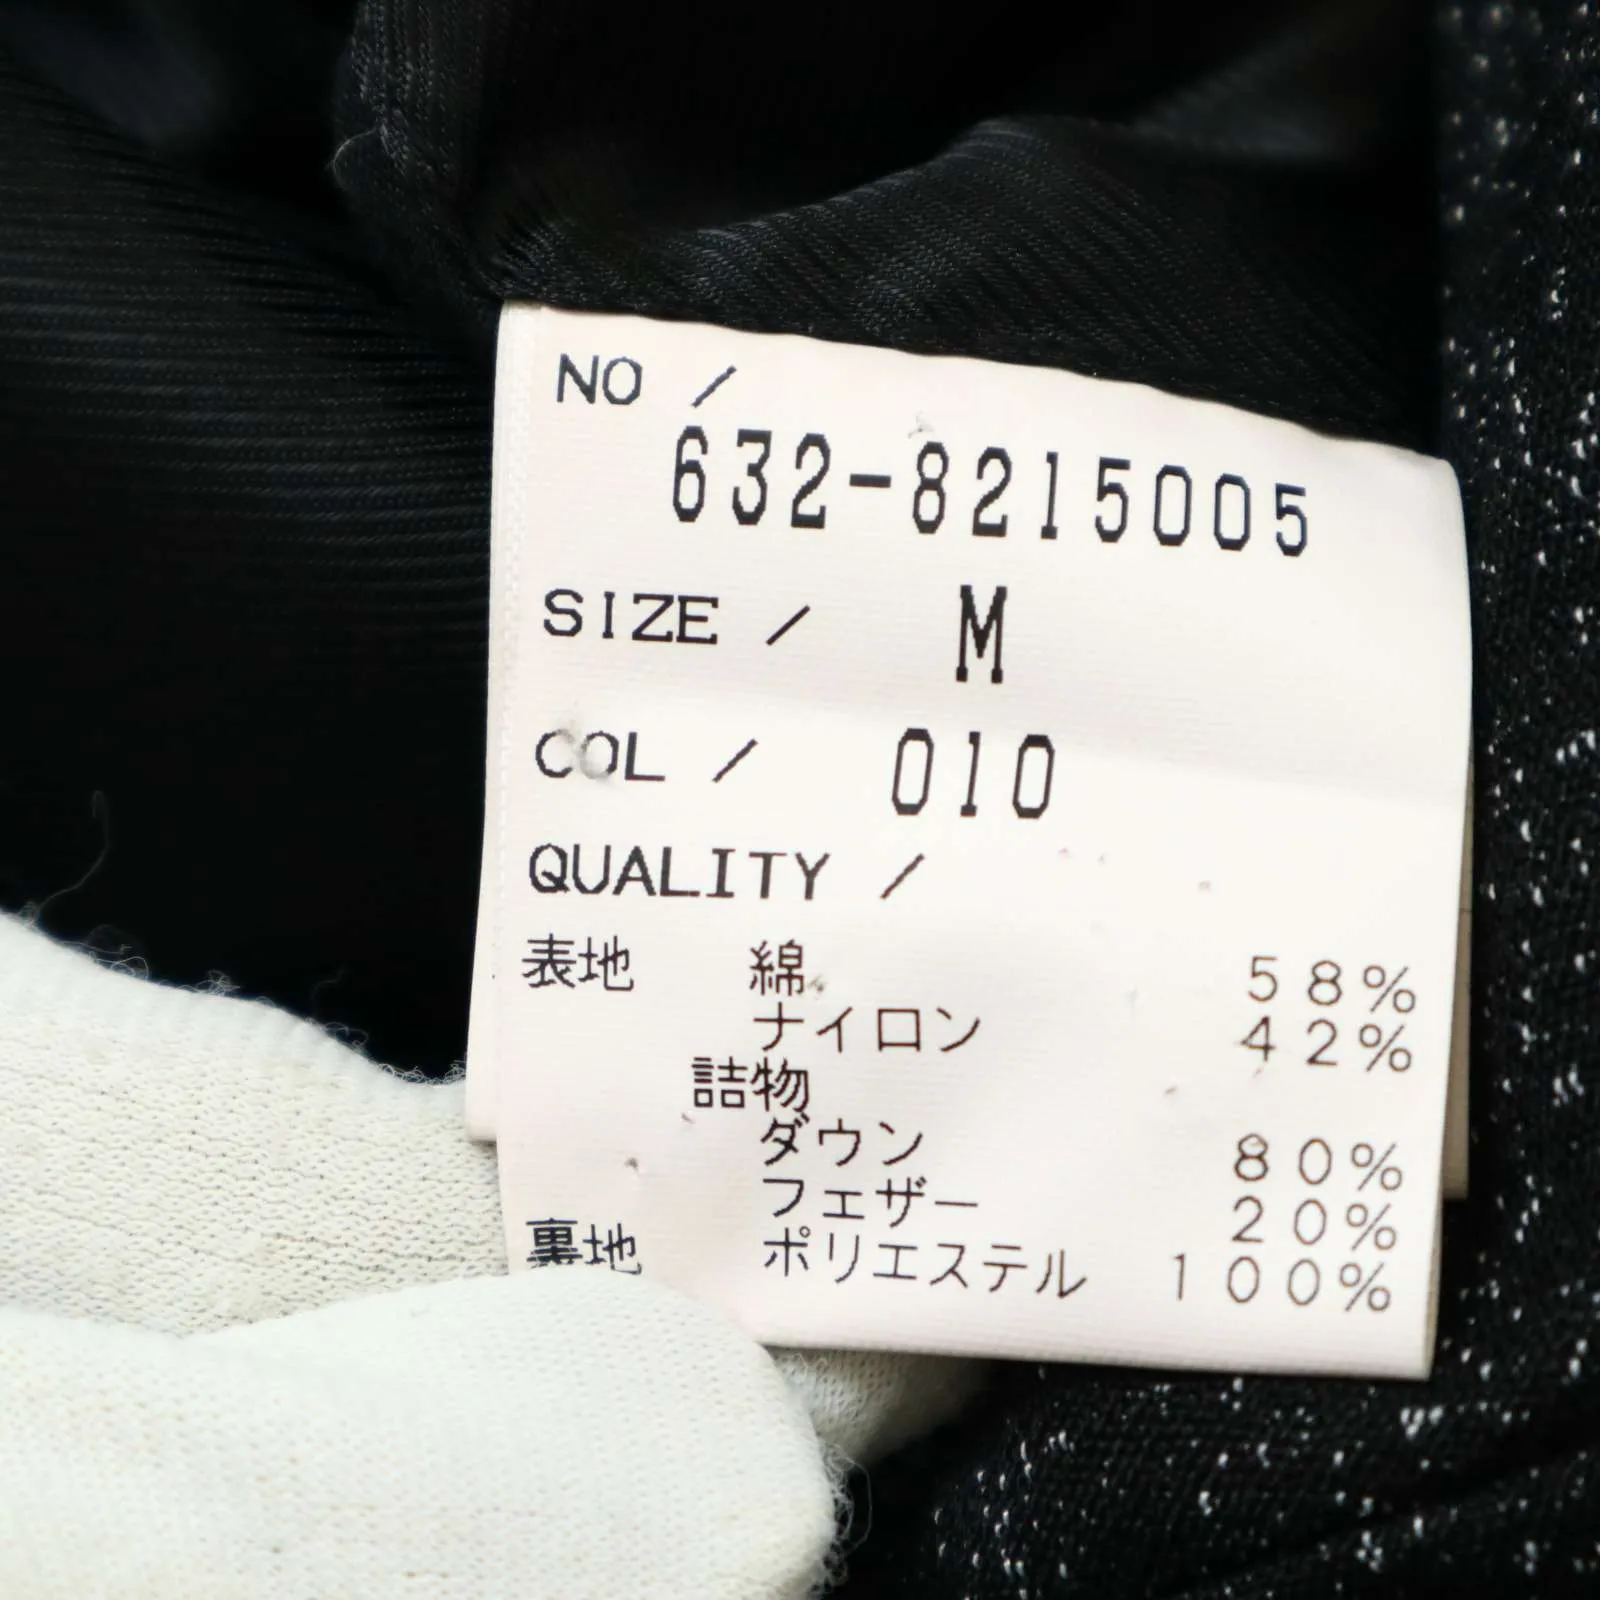 NO /
632-8215005
SIZE / M
COL / 010
QUALITY /
表地 綿 58%
ナイロン 42%
詰物
ダウン 80%
フェザー 20%
裏地 ポリエステル 100%